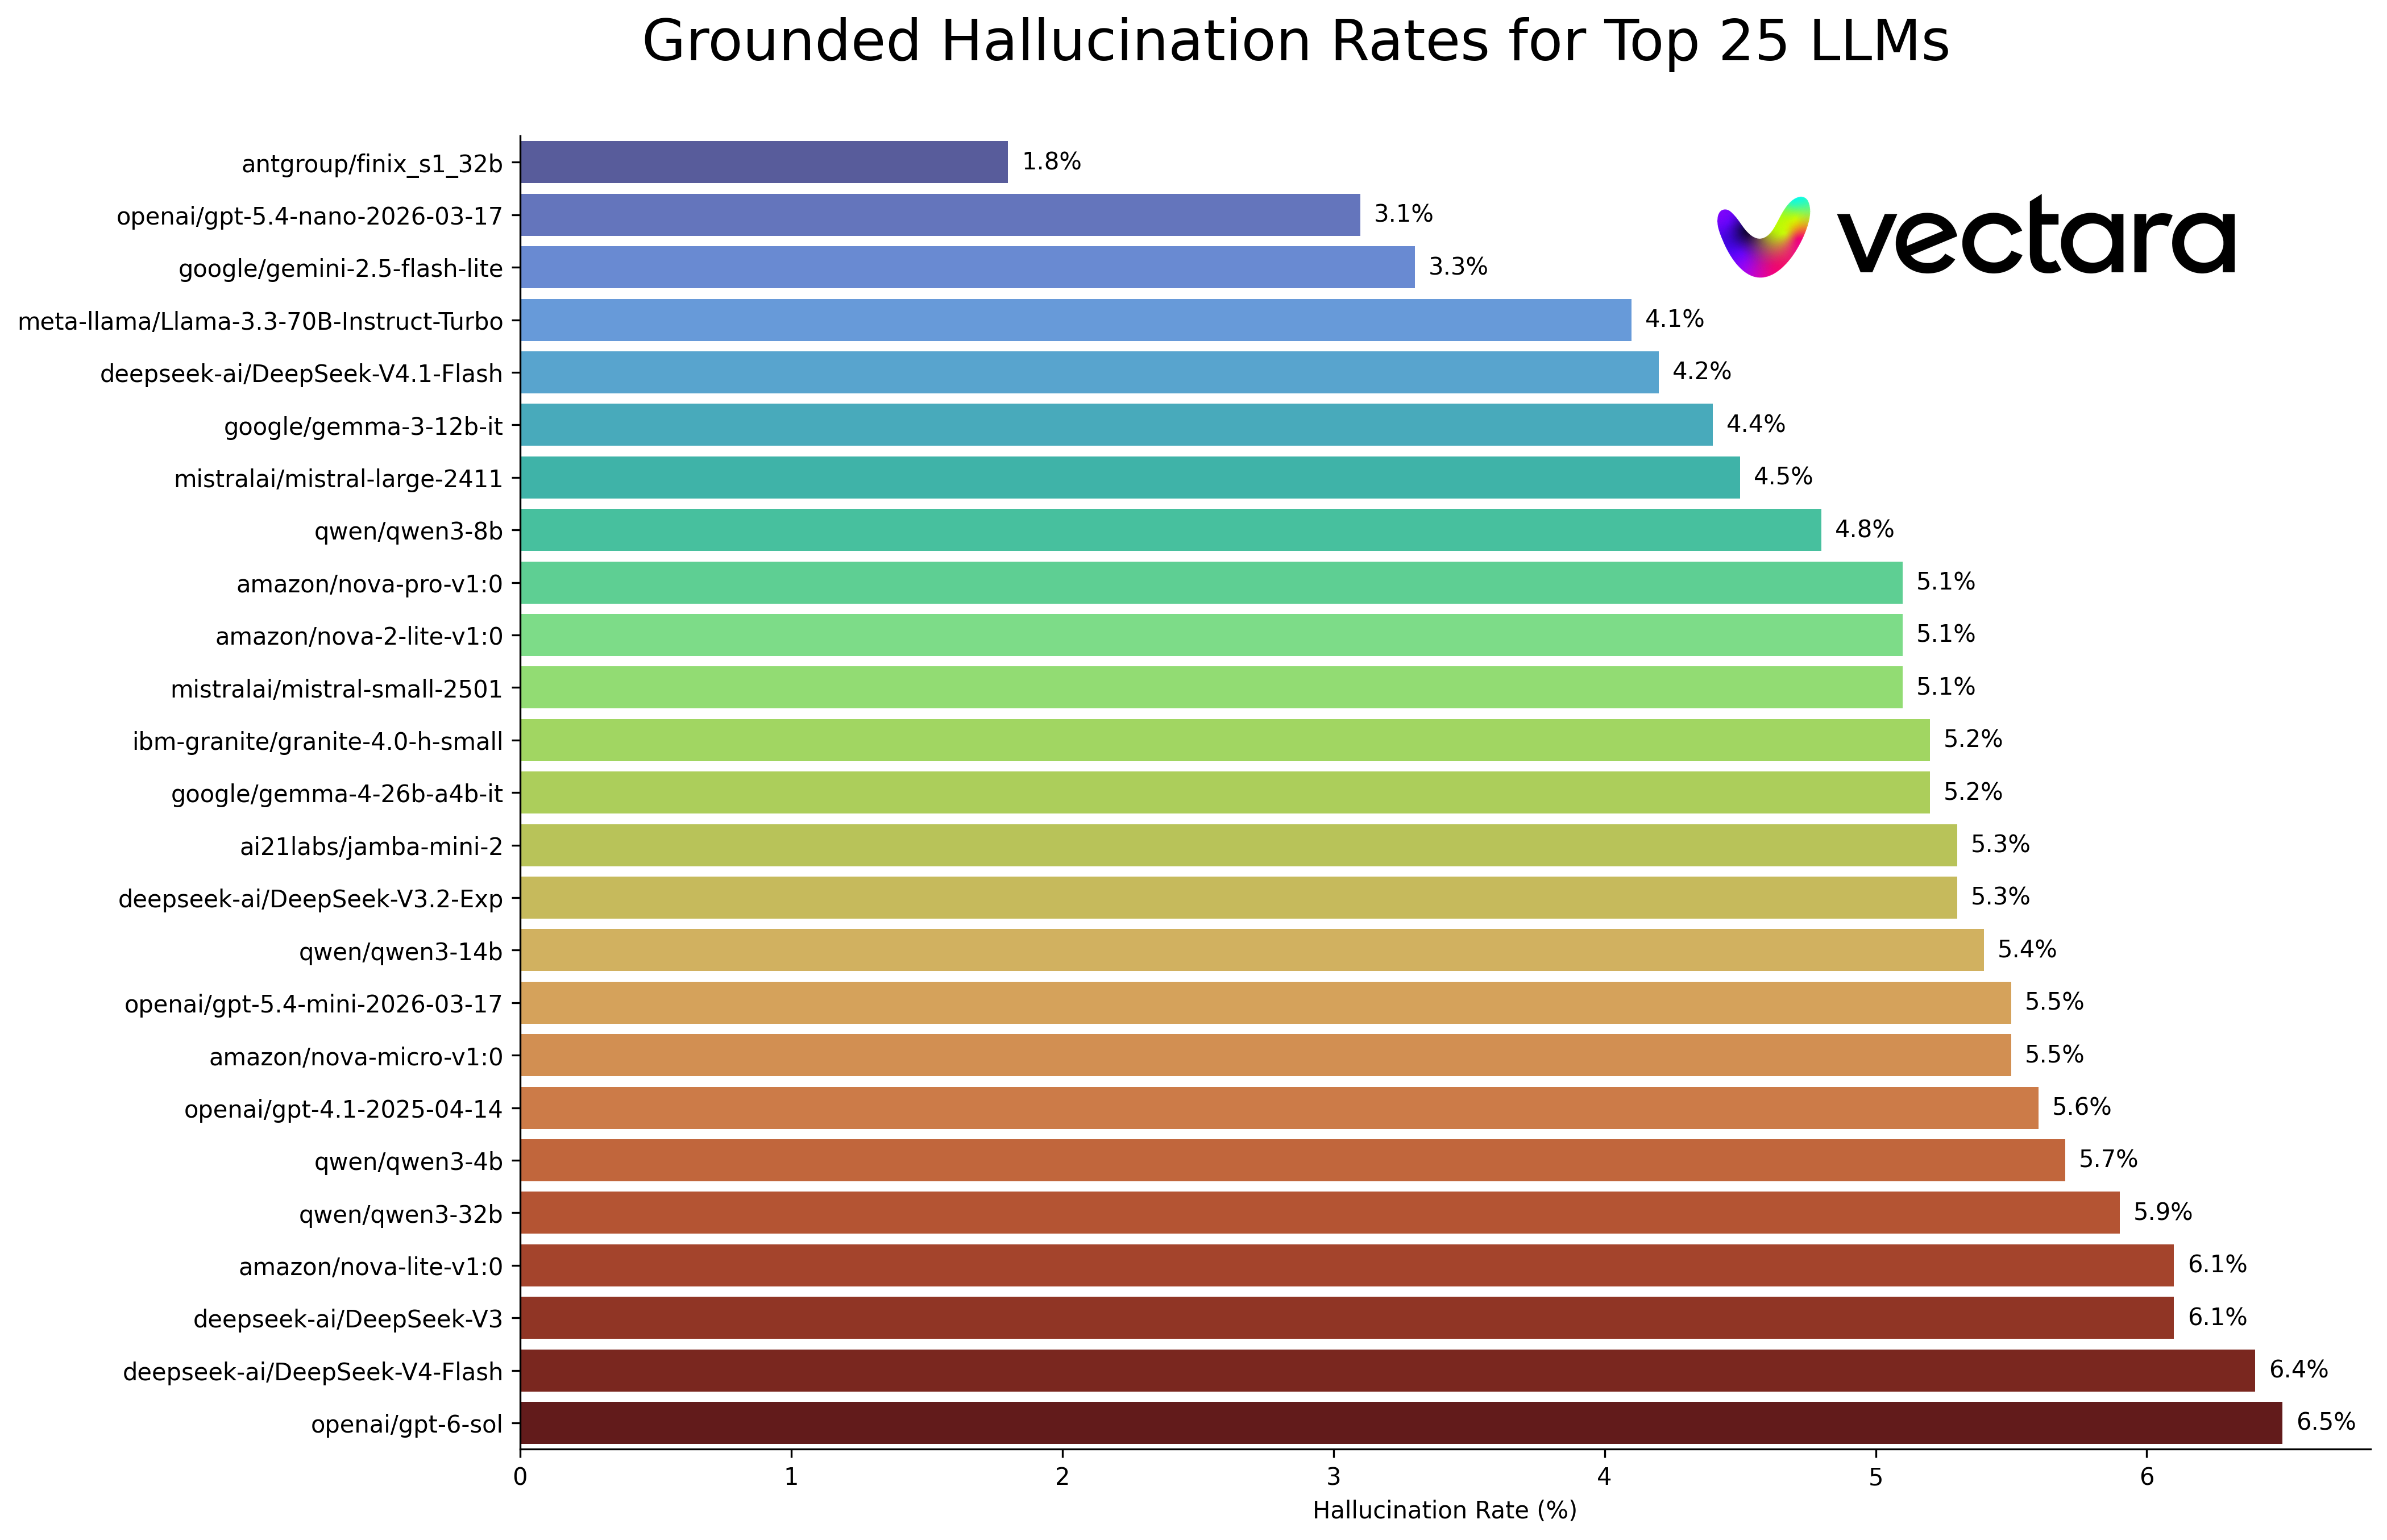 Grounded Hallucination Rates for Top 25 LLMs
vectara
antgroup/finix_s1_32b 1.8%
openai/gpt-5.4-nano-2026-03-17 3.1%
google/gemini-2.5-flash-lite 3.3%
meta-llama/Llama-3.3-70B-Instruct-Turbo 4.1%
deepseek-ai/DeepSeek-V4.1-Flash 4.2%
google/gemma-3-12b-it 4.4%
mistralai/mistral-large-2411 4.5%
qwen/qwen3-8b 4.8%
amazon/nova-pro-v1:0 5.1%
amazon/nova-2-lite-v1:0 5.1%
mistralai/mistral-small-2501 5.1%
ibm-granite/granite-4.0-h-small 5.2%
google/gemma-4-26b-a4b-it 5.2%
ai21labs/jamba-mini-2 5.3%
deepseek-ai/DeepSeek-V3.2-Exp 5.3%
qwen/qwen3-14b 5.4%
openai/gpt-5.4-mini-2026-03-17 5.5%
amazon/nova-micro-v1:0 5.5%
openai/gpt-4.1-2025-04-14 5.6%
qwen/qwen3-4b 5.7%
qwen/qwen3-32b 5.9%
amazon/nova-lite-v1:0 6.1%
deepseek-ai/DeepSeek-V3 6.1%
deepseek-ai/DeepSeek-V4-Flash 6.4%
openai/gpt-6-sol 6.5%
0 1 2 3 4 5 6
Hallucination Rate (%)